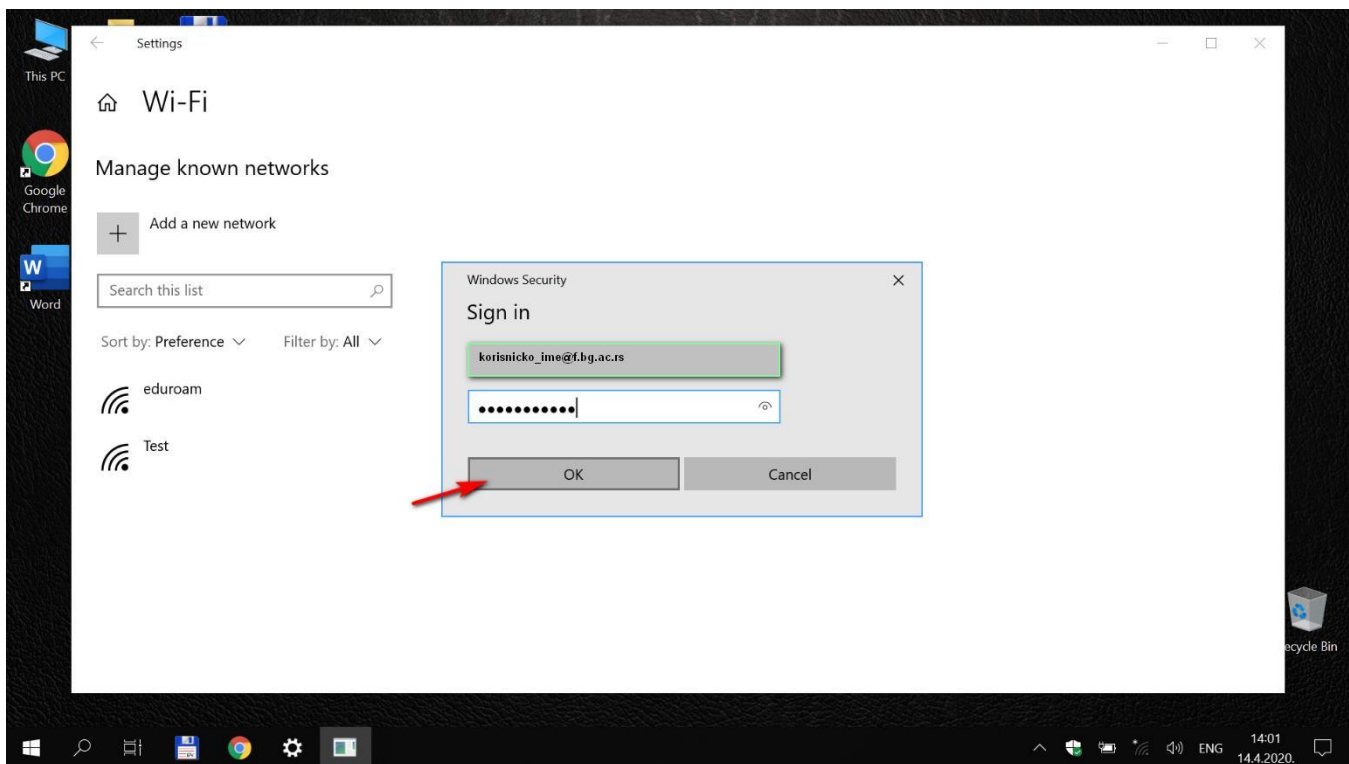 This PC
Google
Chrome
W
Word
Settings
Wi-Fi
Manage known networks
Add a new network
Search this list
Sort by: Preference
Filter by: All
eduroam
Test
Windows Security
Sign in
korisnicko_ime@f.bg.ac.rs
OK
Cancel
ecycle Bin
ENG
14:01
14.4.2020.